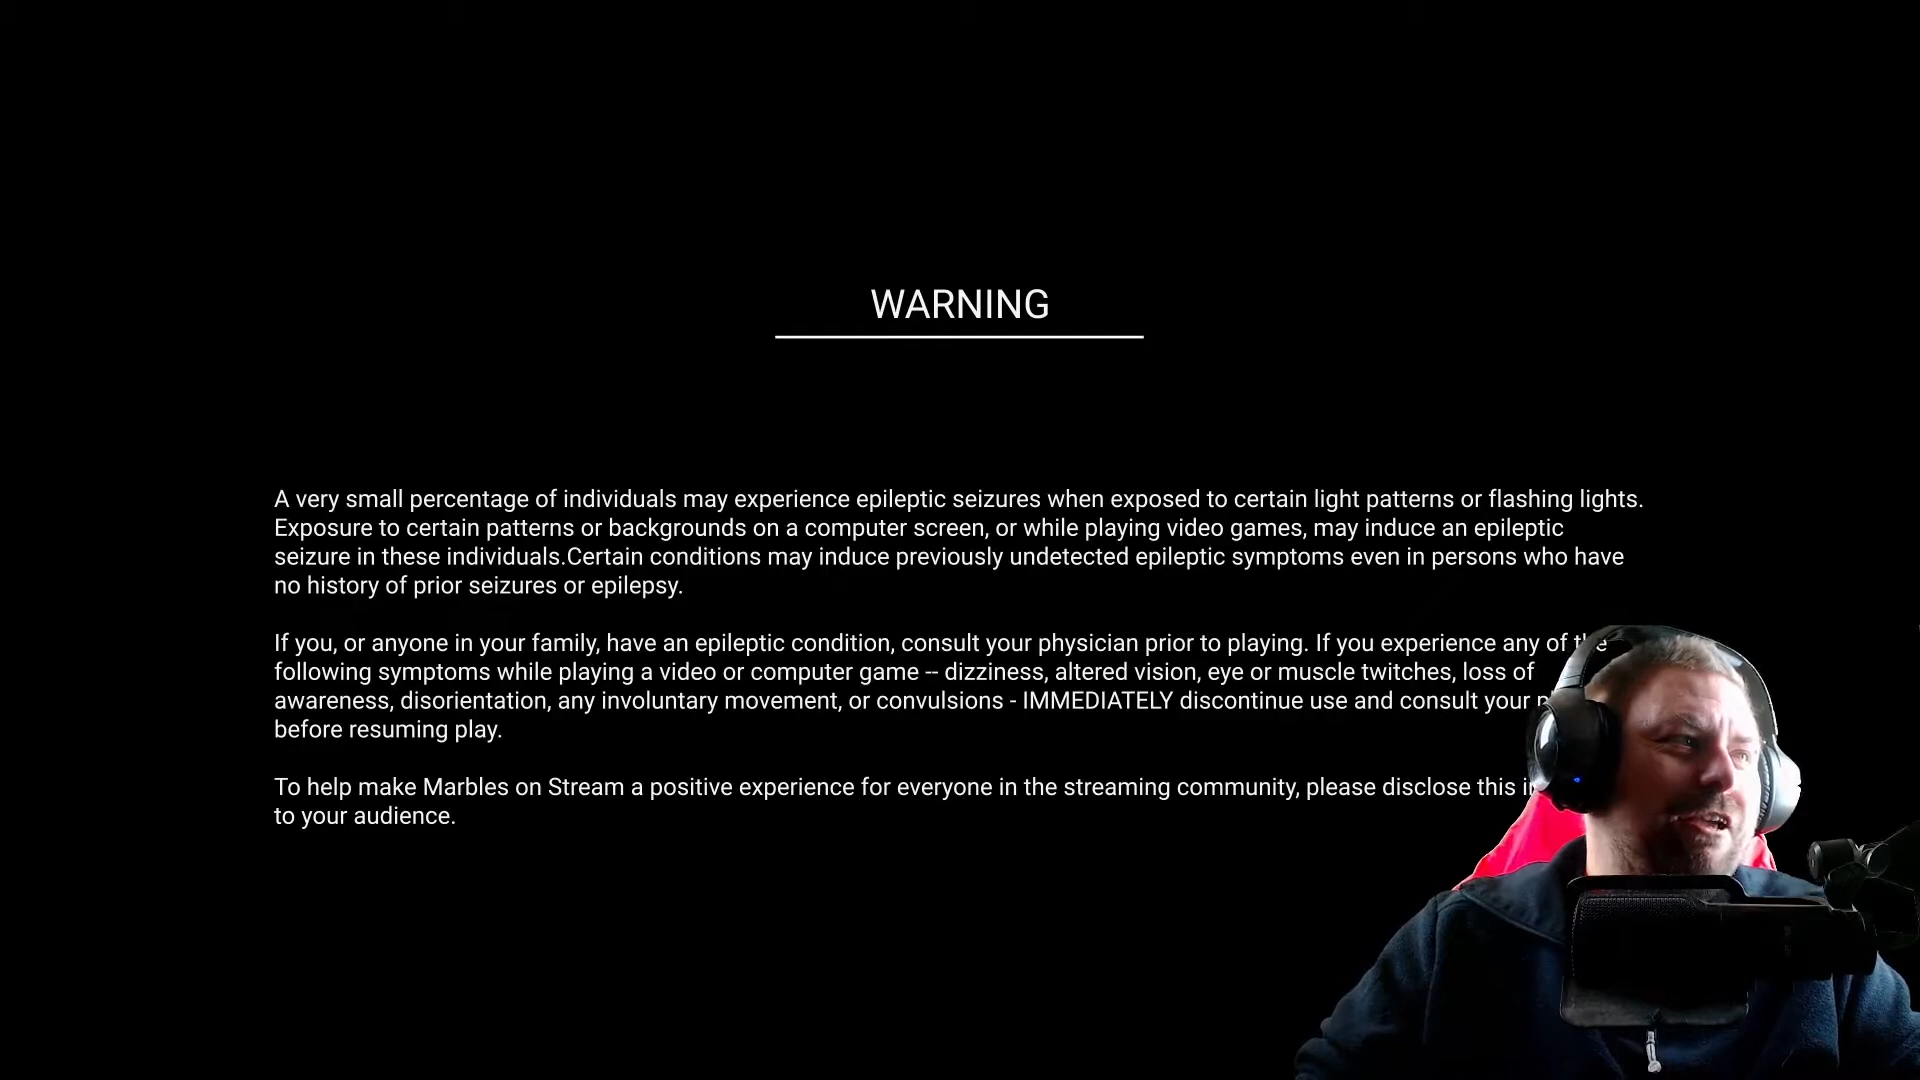 WARNING
A very small percentage of individuals may experience epileptic seizures when exposed to certain light patterns or flashing lights.
Exposure to certain patterns or backgrounds on a computer screen, or while playing video games, may induce an epileptic
seizure in these individuals.Certain conditions may induce previously undetected epileptic symptoms even in persons who have
no history of prior seizures or epilepsy.
If you, or anyone in your family, have an epileptic condition, consult your physician prior to playing. If you experience any of the
following symptoms while playing a video or computer game -- dizziness, altered vision, eye or muscle twitches, loss of
awareness, disorientation, any involuntary movement, or convulsions - IMMEDIATELY discontinue use and consult your
before resuming play.
To help make Marbles on Stream a positive experience for everyone in the streaming community, please disclose this
to your audience.